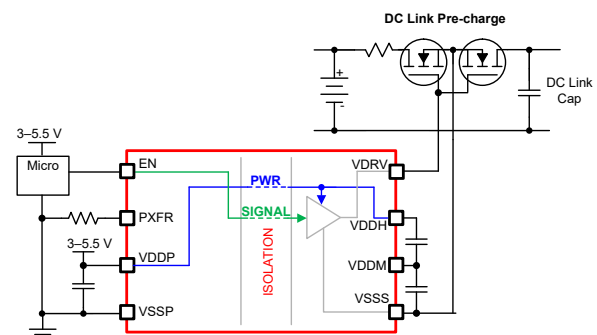 DC Link Pre-charge
+
-
DC Link
Cap
3–5.5 V
Micro
EN
VDRV
PWR
SIGNAL
PXFR
VDDH
3–5.5 V
ISOLATION
VDDP
VDDM
VSSS
VSSP